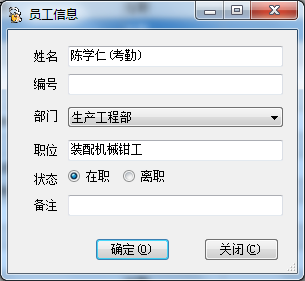 员工信息
姓名 陈学仁(考勤)
编号
部门 生产工程部
职位 装配机械钳工
状态 在职 离职
备注
确定(O) 关闭(C)